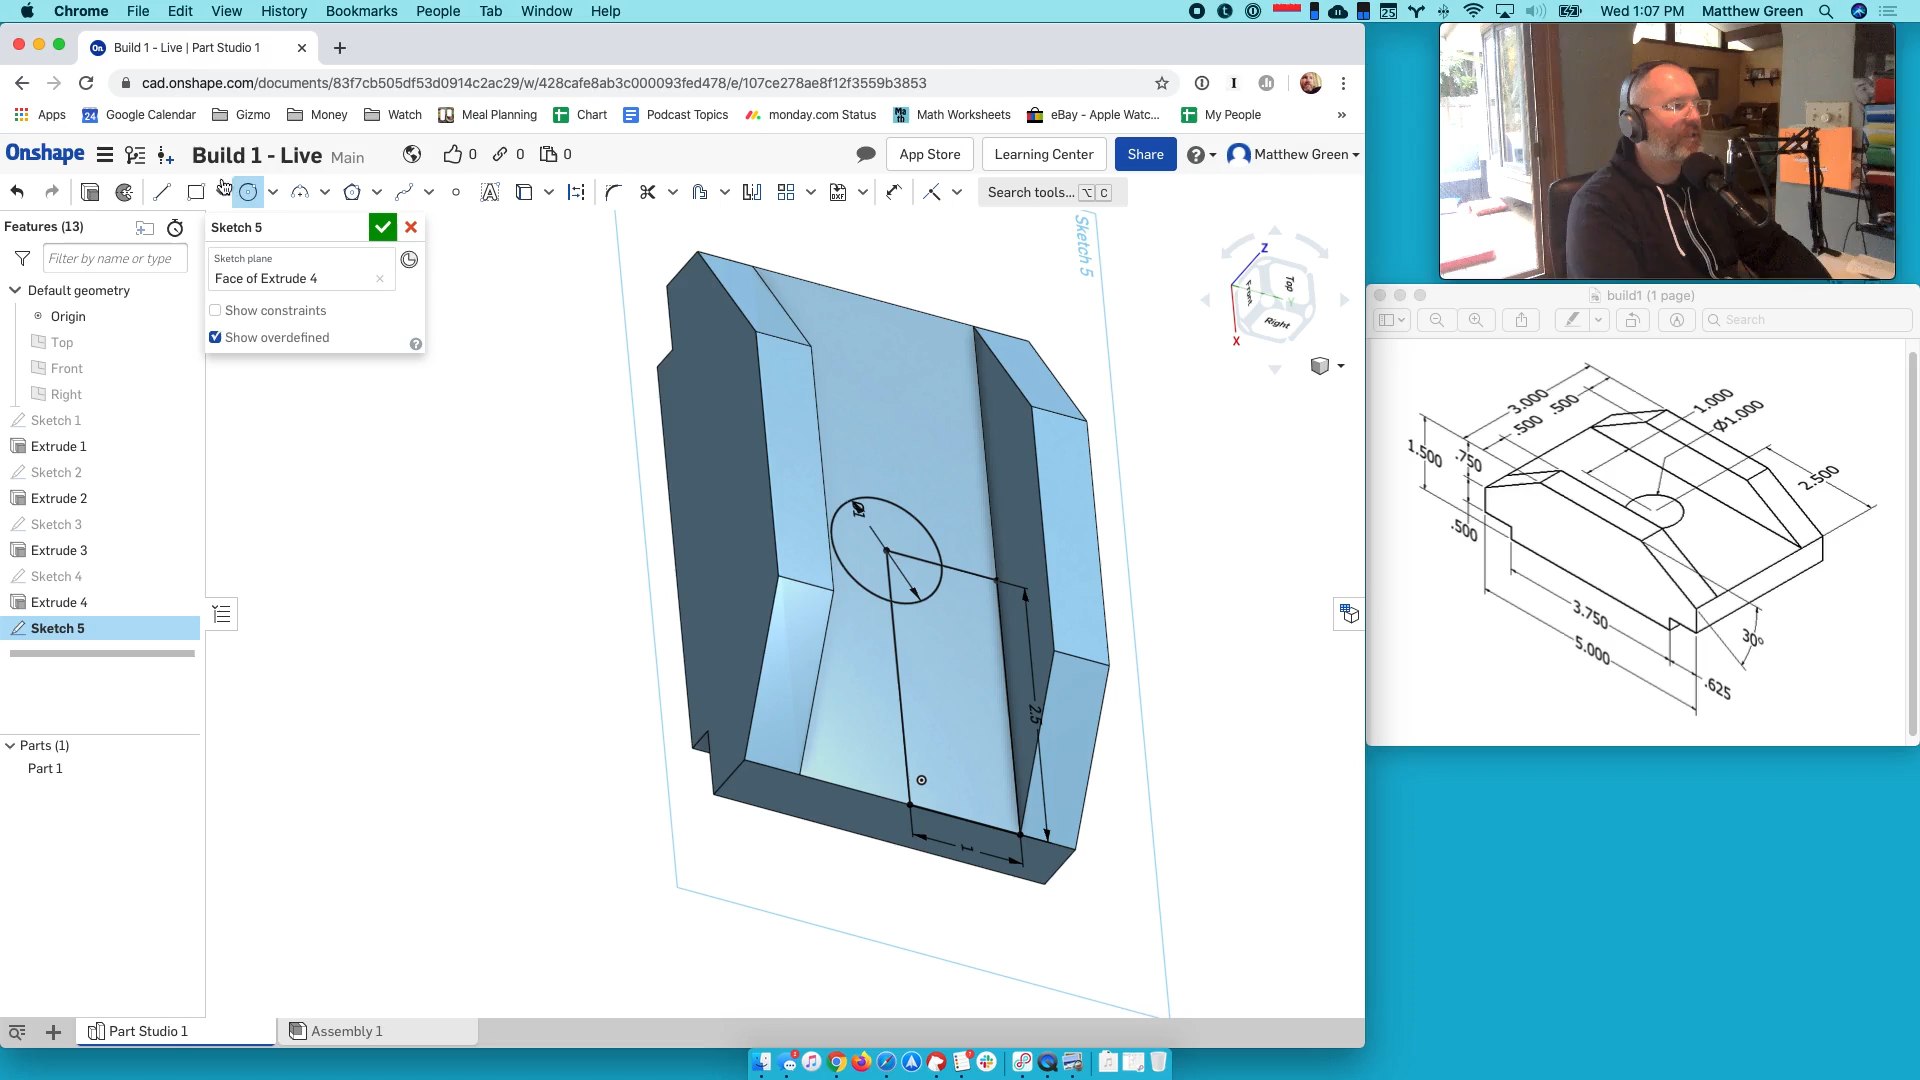 Chrome File Edit View History Bookmarks People Tab Window Help
25 Wed 1:07 PM Matthew Green
Build 1 - Live | Part Studio 1
cad.onshape.com/documents/83f7cb505df53d0914c2ac29/w/428cafe8ab3c000093fed478/e/107ce278ae8f12f3559b3853
Apps 24 Google Calendar Gizmo Money Watch Meal Planning Chart Podcast Topics monday.com Status Math Worksheets eBay - Apple Watc... My People »
Onshape Build 1 - Live Main 0 0 0 App Store Learning Center Share Matthew Green
Search tools... ⌥ C
Features (13)
Filter by name or type
Default geometry
Origin
Top
Front
Right
Sketch 1
Extrude 1
Sketch 2
Extrude 2
Sketch 3
Extrude 3
Sketch 4
Extrude 4
Sketch 5
Parts (1)
Part 1
Sketch 5
Sketch plane
Face of Extrude 4
Show constraints
Show overdefined
Sketch 5
Z
Top
Front
Y
Right
X
Ø1
2.5
1
Part Studio 1 Assembly 1
build1 (1 page)
Search
3.000
.500
.500
1.000
Ø1.000
1.500
.750
2.500
.500
3.750
5.000
30°
.625